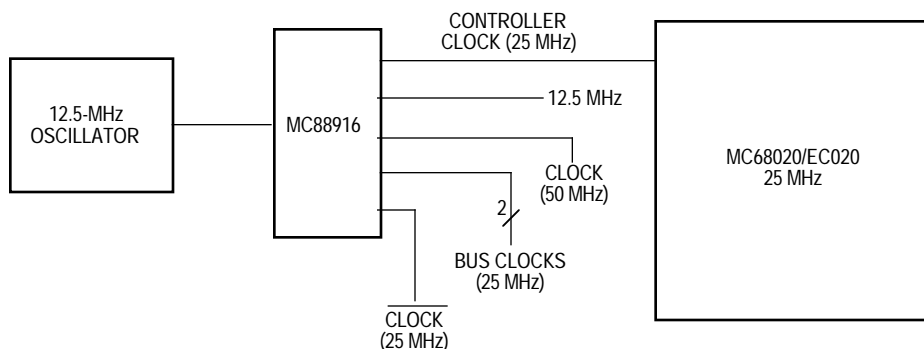 CONTROLLER
CLOCK (25 MHz)
12.5-MHz
OSCILLATOR
MC88916
12.5 MHz
MC68020/EC020
25 MHz
CLOCK
(50 MHz)
2
BUS CLOCKS
(25 MHz)
CLOCK
(25 MHz)